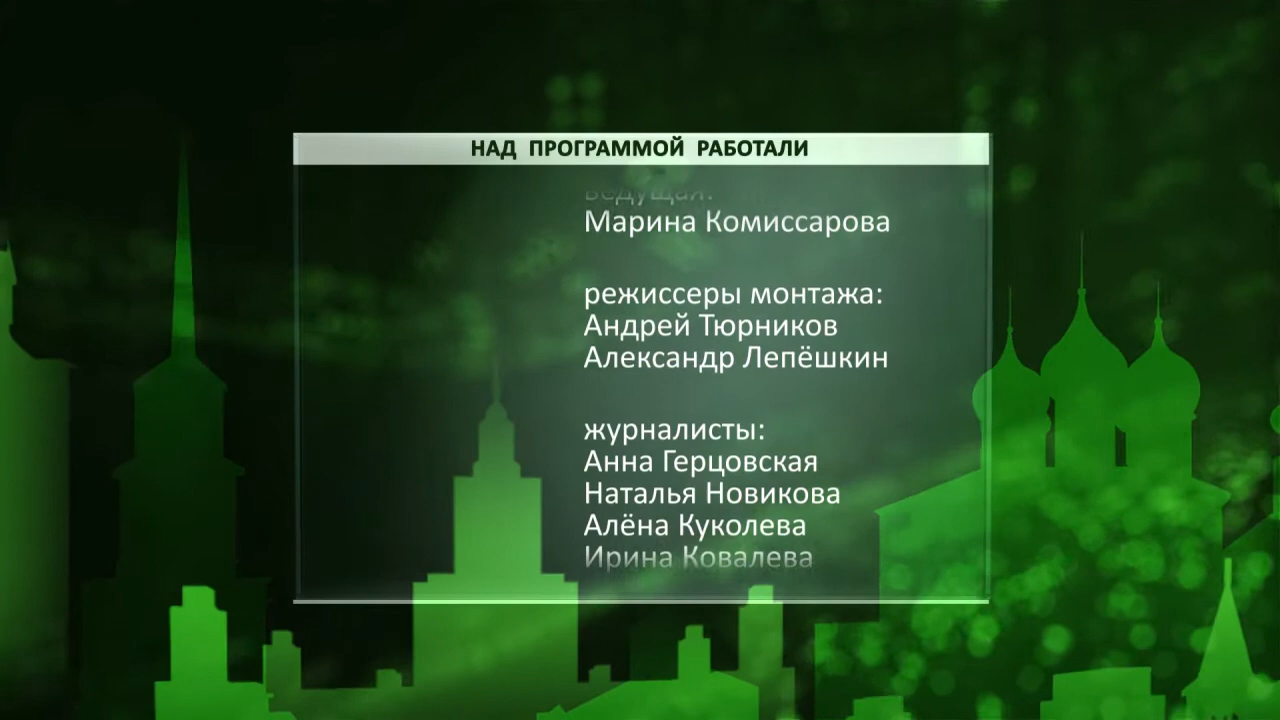 НАД ПРОГРАММОЙ РАБОТАЛИ
ведущая:
Марина Комиссарова
режиссеры монтажа:
Андрей Тюрников
Александр Лепёшкин
журналисты:
Анна Герцовская
Наталья Новикова
Алёна Куколева
Ирина Ковалева